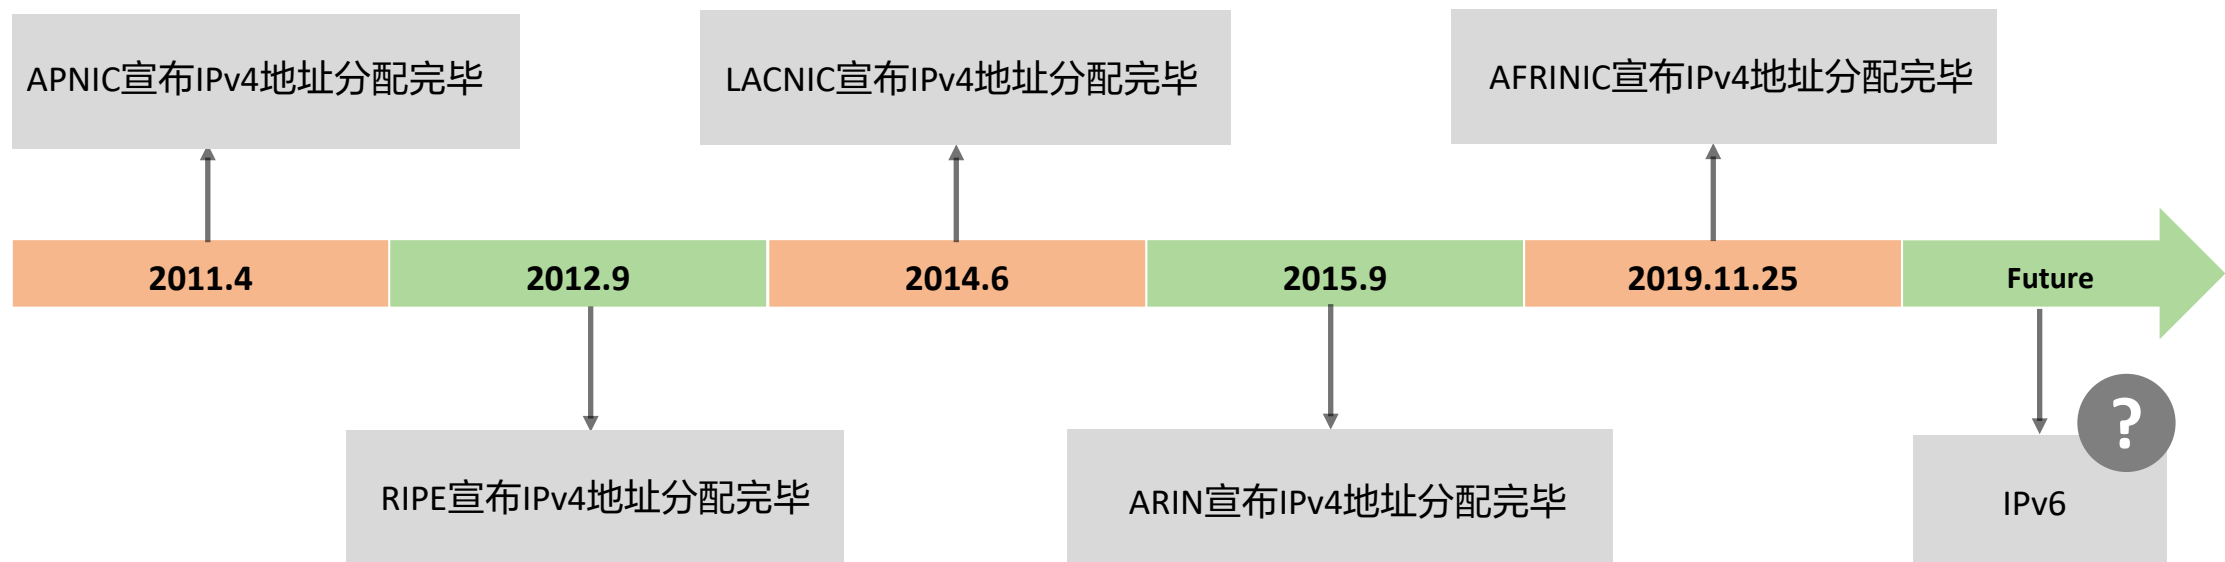 APNIC宣布IPv4地址分配完毕
LACNIC宣布IPv4地址分配完毕
AFRINIC宣布IPv4地址分配完毕
2011.4
2012.9
2014.6
2015.9
2019.11.25
Future
?
RIPE宣布IPv4地址分配完毕
ARIN宣布IPv4地址分配完毕
IPv6